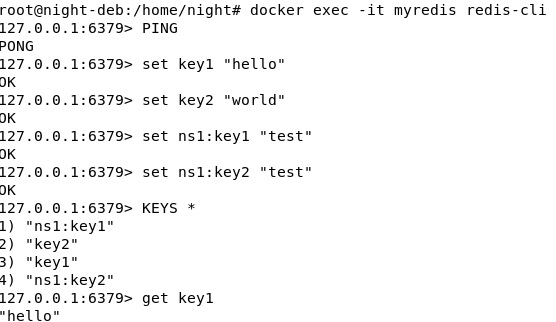 root@night-deb:/home/night# docker exec -it myredis redis-cli
127.0.0.1:6379> PING
PONG
127.0.0.1:6379> set key1 "hello"
OK
127.0.0.1:6379> set key2 "world"
OK
127.0.0.1:6379> set ns1:key1 "test"
OK
127.0.0.1:6379> set ns1:key2 "test"
OK
127.0.0.1:6379> KEYS *
1) "ns1:key1"
2) "key2"
3) "key1"
4) "ns1:key2"
127.0.0.1:6379> get key1
"hello"